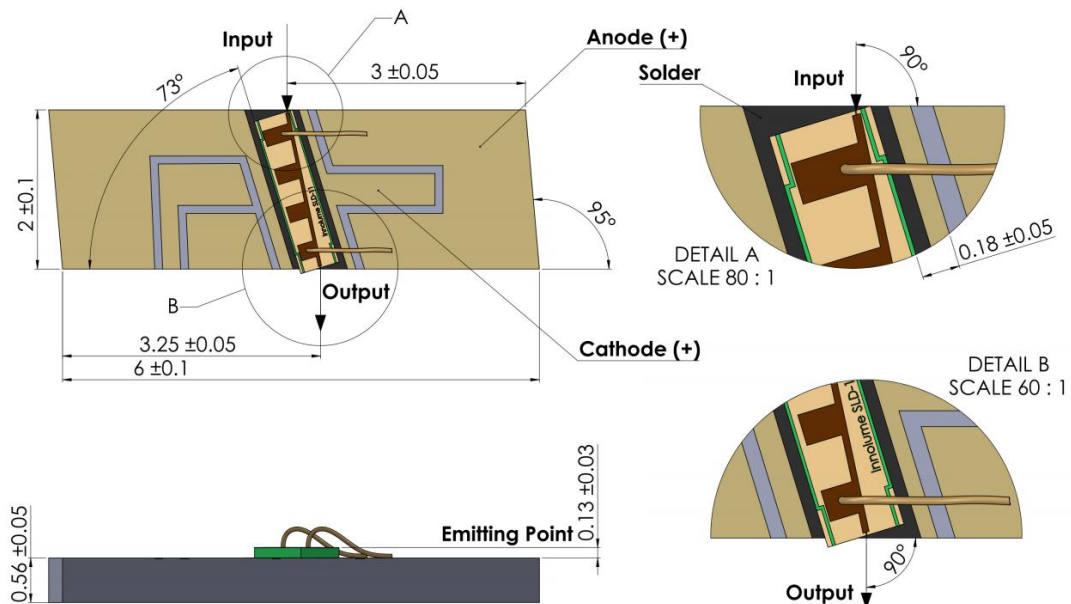 A
Input
3 ±0.05
Anode (+)
73°
2 ±0.1
Innolume SLD-11
95°
B
Output
3.25 ±0.05
6 ±0.1
Cathode (+)
Solder
Input
90°
DETAIL A
SCALE 80 : 1
0.18 ±0.05
DETAIL B
SCALE 60 : 1
Innolume SLD-1
90°
Output
0.56 ±0.05
Emitting Point
0.13 ±0.03